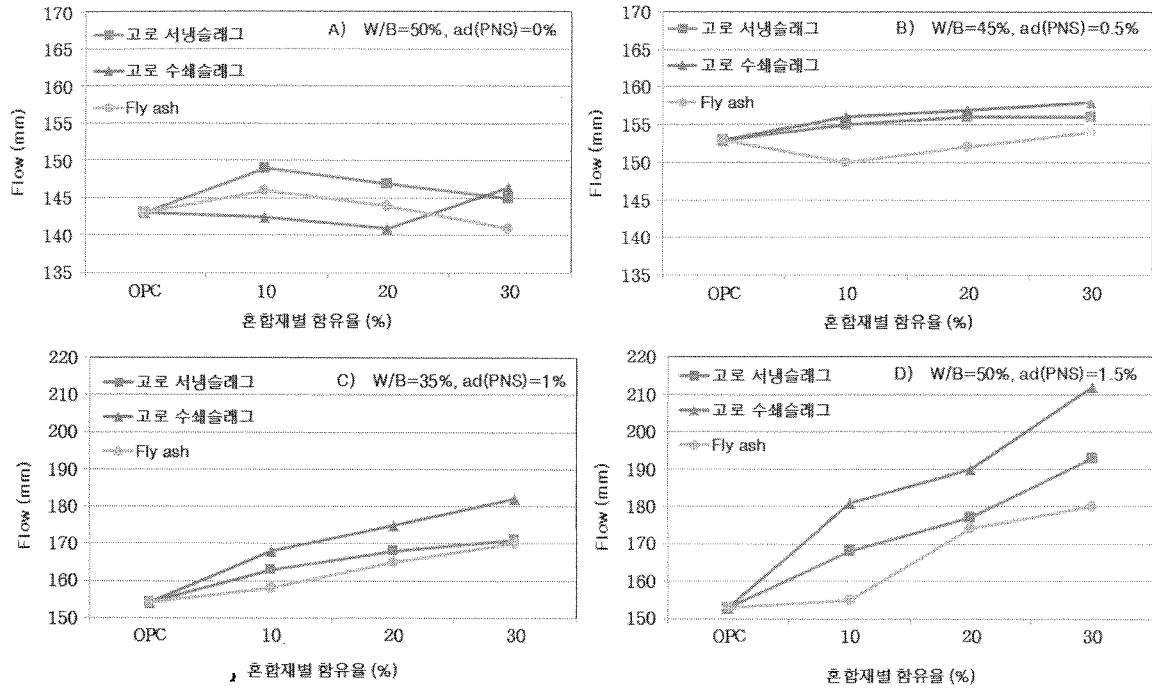 170
165
160
155
150
145
140
135
Flow (mm)
고로 서냉슬래그
고로 수쇄슬래그
Fly ash
A) W/B=50%, ad(PNS)=0%
OPC 10 20 30
혼합재별 함유율 (%)
170
165
160
155
150
145
140
135
Flow (mm)
고로 서냉슬래그
고로 수쇄슬래그
Fly ash
B) W/B=45%, ad(PNS)=0.5%
OPC 10 20 30
혼합재별 함유율 (%)
220
210
200
190
180
170
160
150
Flow (mm)
고로 서냉슬래그
고로 수쇄슬래그
Fly ash
C) W/B=35%, ad(PNS)=1%
OPC 10 20 30
혼합재별 함유율 (%)
220
210
200
190
180
170
160
150
Flow (mm)
고로 서냉슬래그
고로 수쇄슬래그
Fly ash
D) W/B=50%, ad(PNS)=1.5%
OPC 10 20 30
혼합재별 함유율 (%)